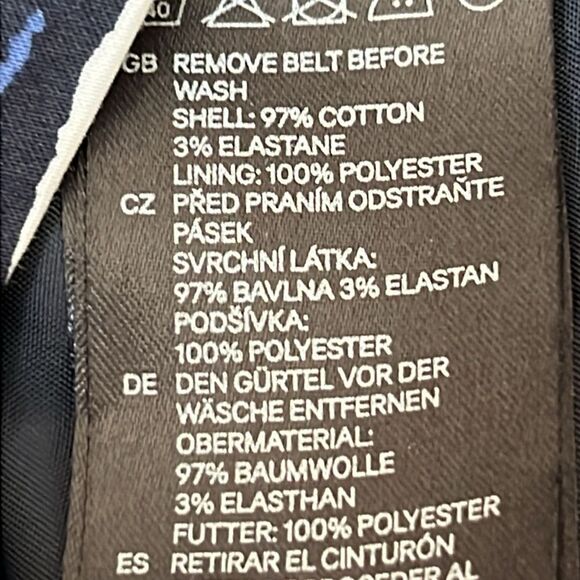 40
GB REMOVE BELT BEFORE
WASH
SHELL: 97% COTTON
3% ELASTANE
LINING: 100% POLYESTER
CZ PŘED PRANÍM ODSTRAŇTE
PÁSEK
SVRCHNÍ LÁTKA:
97% BAVLNA 3% ELASTAN
PODŠÍVKA:
100% POLYESTER
DE DEN GÜRTEL VOR DER
WÄSCHE ENTFERNEN
OBERMATERIAL:
97% BAUMWOLLE
3% ELASTHAN
FUTTER: 100% POLYESTER
ES RETIRAR EL CINTURÓN
AL